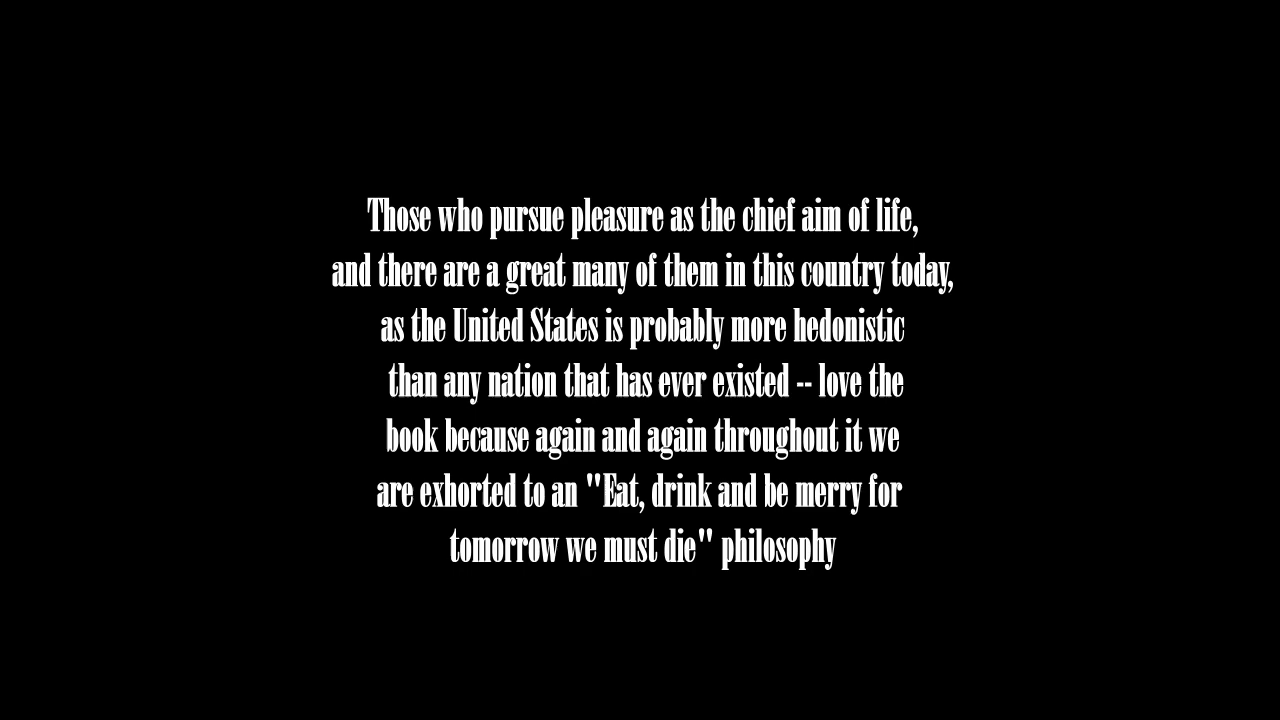 Those who pursue pleasure as the chief aim of life,
and there are a great many of them in this country today,
as the United States is probably more hedonistic
than any nation that has ever existed -- love the
book because again and again throughout it we
are exhorted to an "Eat, drink and be merry for
tomorrow we must die" philosophy